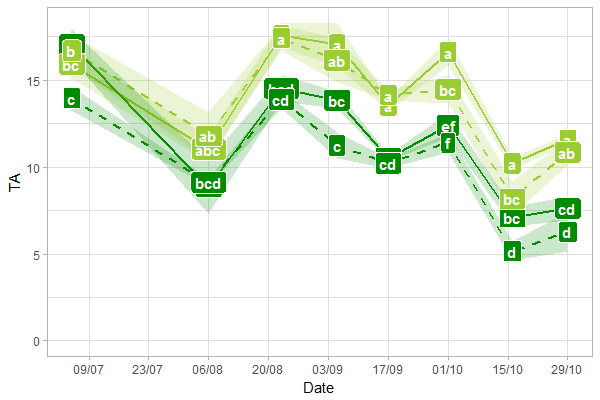 b
bc
c
ab
abc
bcd
a
cd
a
ab
bc
c
a
a
cd
a
bc
ef
f
a
bc
bc
d
a
ab
cd
d
15
10
5
0
TA
09/07
23/07
06/08
20/08
03/09
17/09
01/10
15/10
29/10
Date